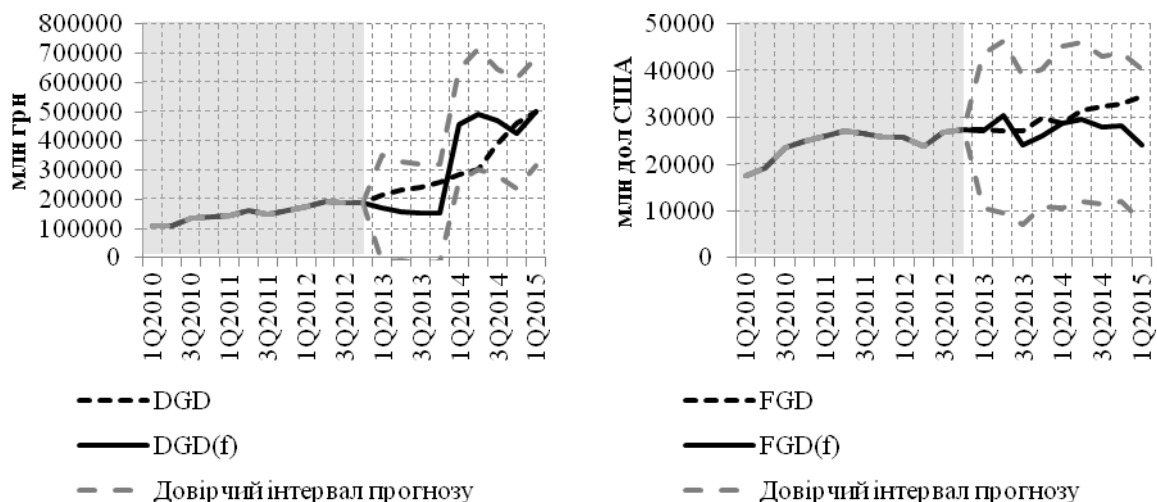 млн грн
800000
700000
600000
500000
400000
300000
200000
100000
0
1Q2010
3Q2010
1Q2011
3Q2011
1Q2012
3Q2012
1Q2013
3Q2013
1Q2014
3Q2014
1Q2015
DGD
DGD(f)
Довірчий інтервал прогнозу
млн дол США
50000
40000
30000
20000
10000
0
1Q2010
3Q2010
1Q2011
3Q2011
1Q2012
3Q2012
1Q2013
3Q2013
1Q2014
3Q2014
1Q2015
FGD
FGD(f)
Довірчий інтервал прогнозу